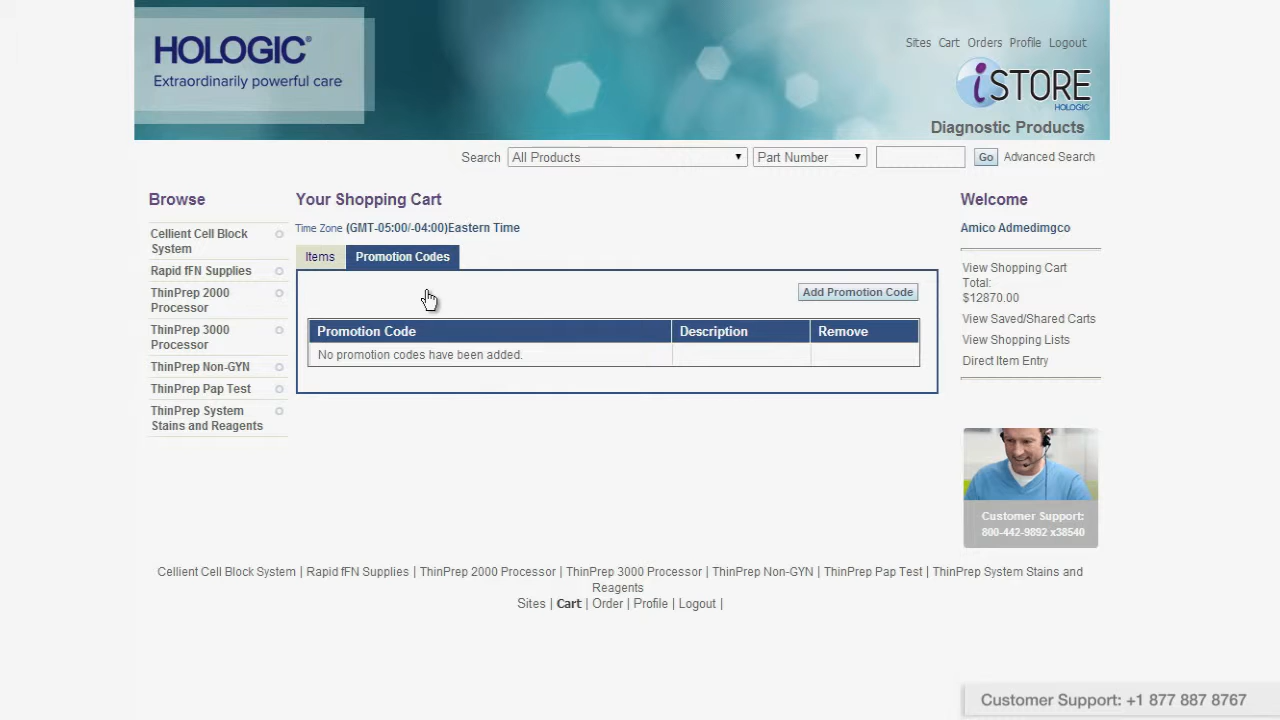 HOLOGIC®
Extraordinarily powerful care
Sites Cart Orders Profile Logout
iSTORE
HOLOGIC
Diagnostic Products
Search All Products Part Number Go Advanced Search
Browse
Cellient Cell Block
System
Rapid fFN Supplies
ThinPrep 2000
Processor
ThinPrep 3000
Processor
ThinPrep Non-GYN
ThinPrep Pap Test
ThinPrep System
Stains and Reagents
Your Shopping Cart
Time Zone (GMT-05:00/-04:00)Eastern Time
Items Promotion Codes
Add Promotion Code
Promotion Code Description Remove
No promotion codes have been added.
Welcome
Amico Admedimgco
View Shopping Cart
Total:
$12870.00
View Saved/Shared Carts
View Shopping Lists
Direct Item Entry
Customer Support:
800-442-9892 x38540
Cellient Cell Block System | Rapid fFN Supplies | ThinPrep 2000 Processor | ThinPrep 3000 Processor | ThinPrep Non-GYN | ThinPrep Pap Test | ThinPrep System Stains and
Reagents
Sites | Cart | Order | Profile | Logout |
Customer Support: +1 877 887 8767